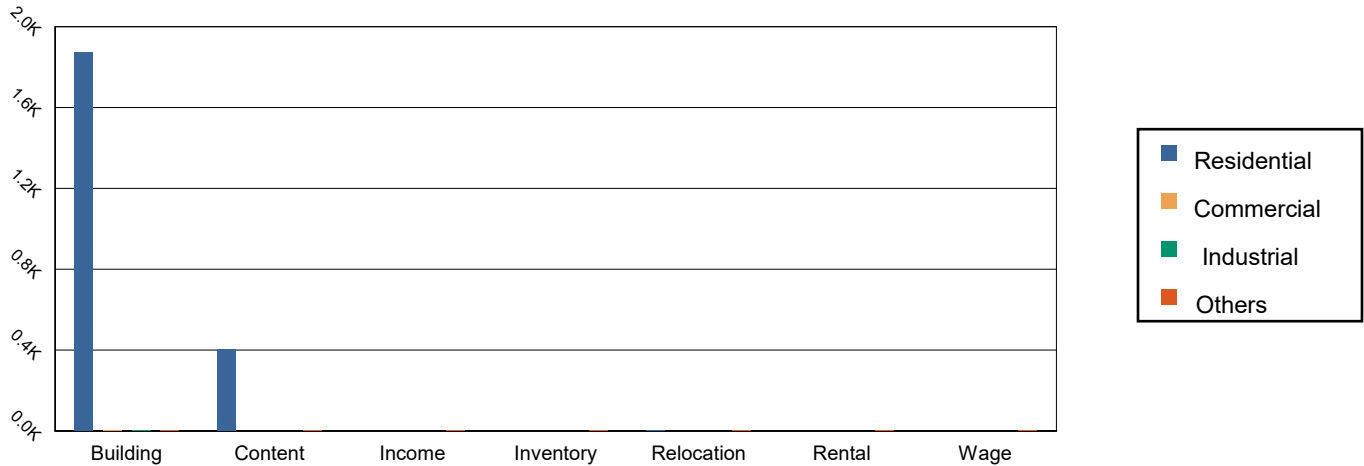 2.0K
1.6K
1.2K
0.8K
0.4K
0.0K
Building Content Income Inventory Relocation Rental Wage
Residential
Commercial
Industrial
Others